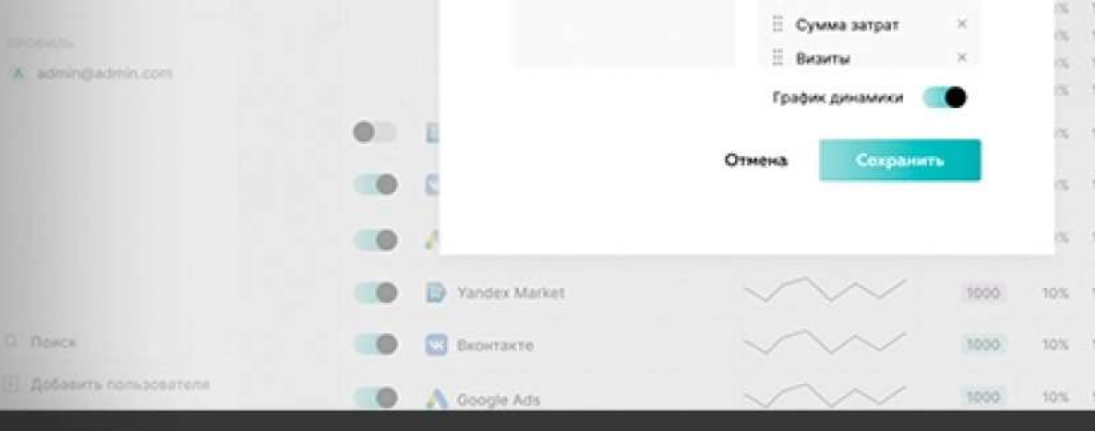 Сумма затрат ×
ПРОФИЛЬ
Визиты ×
admin@admin.com
График динамики
Отмена Сохранить
Yandex Market 1000 10%
Поиск
Вконтакте 1000 10%
Добавить пользователя
Google Ads 1000 10%